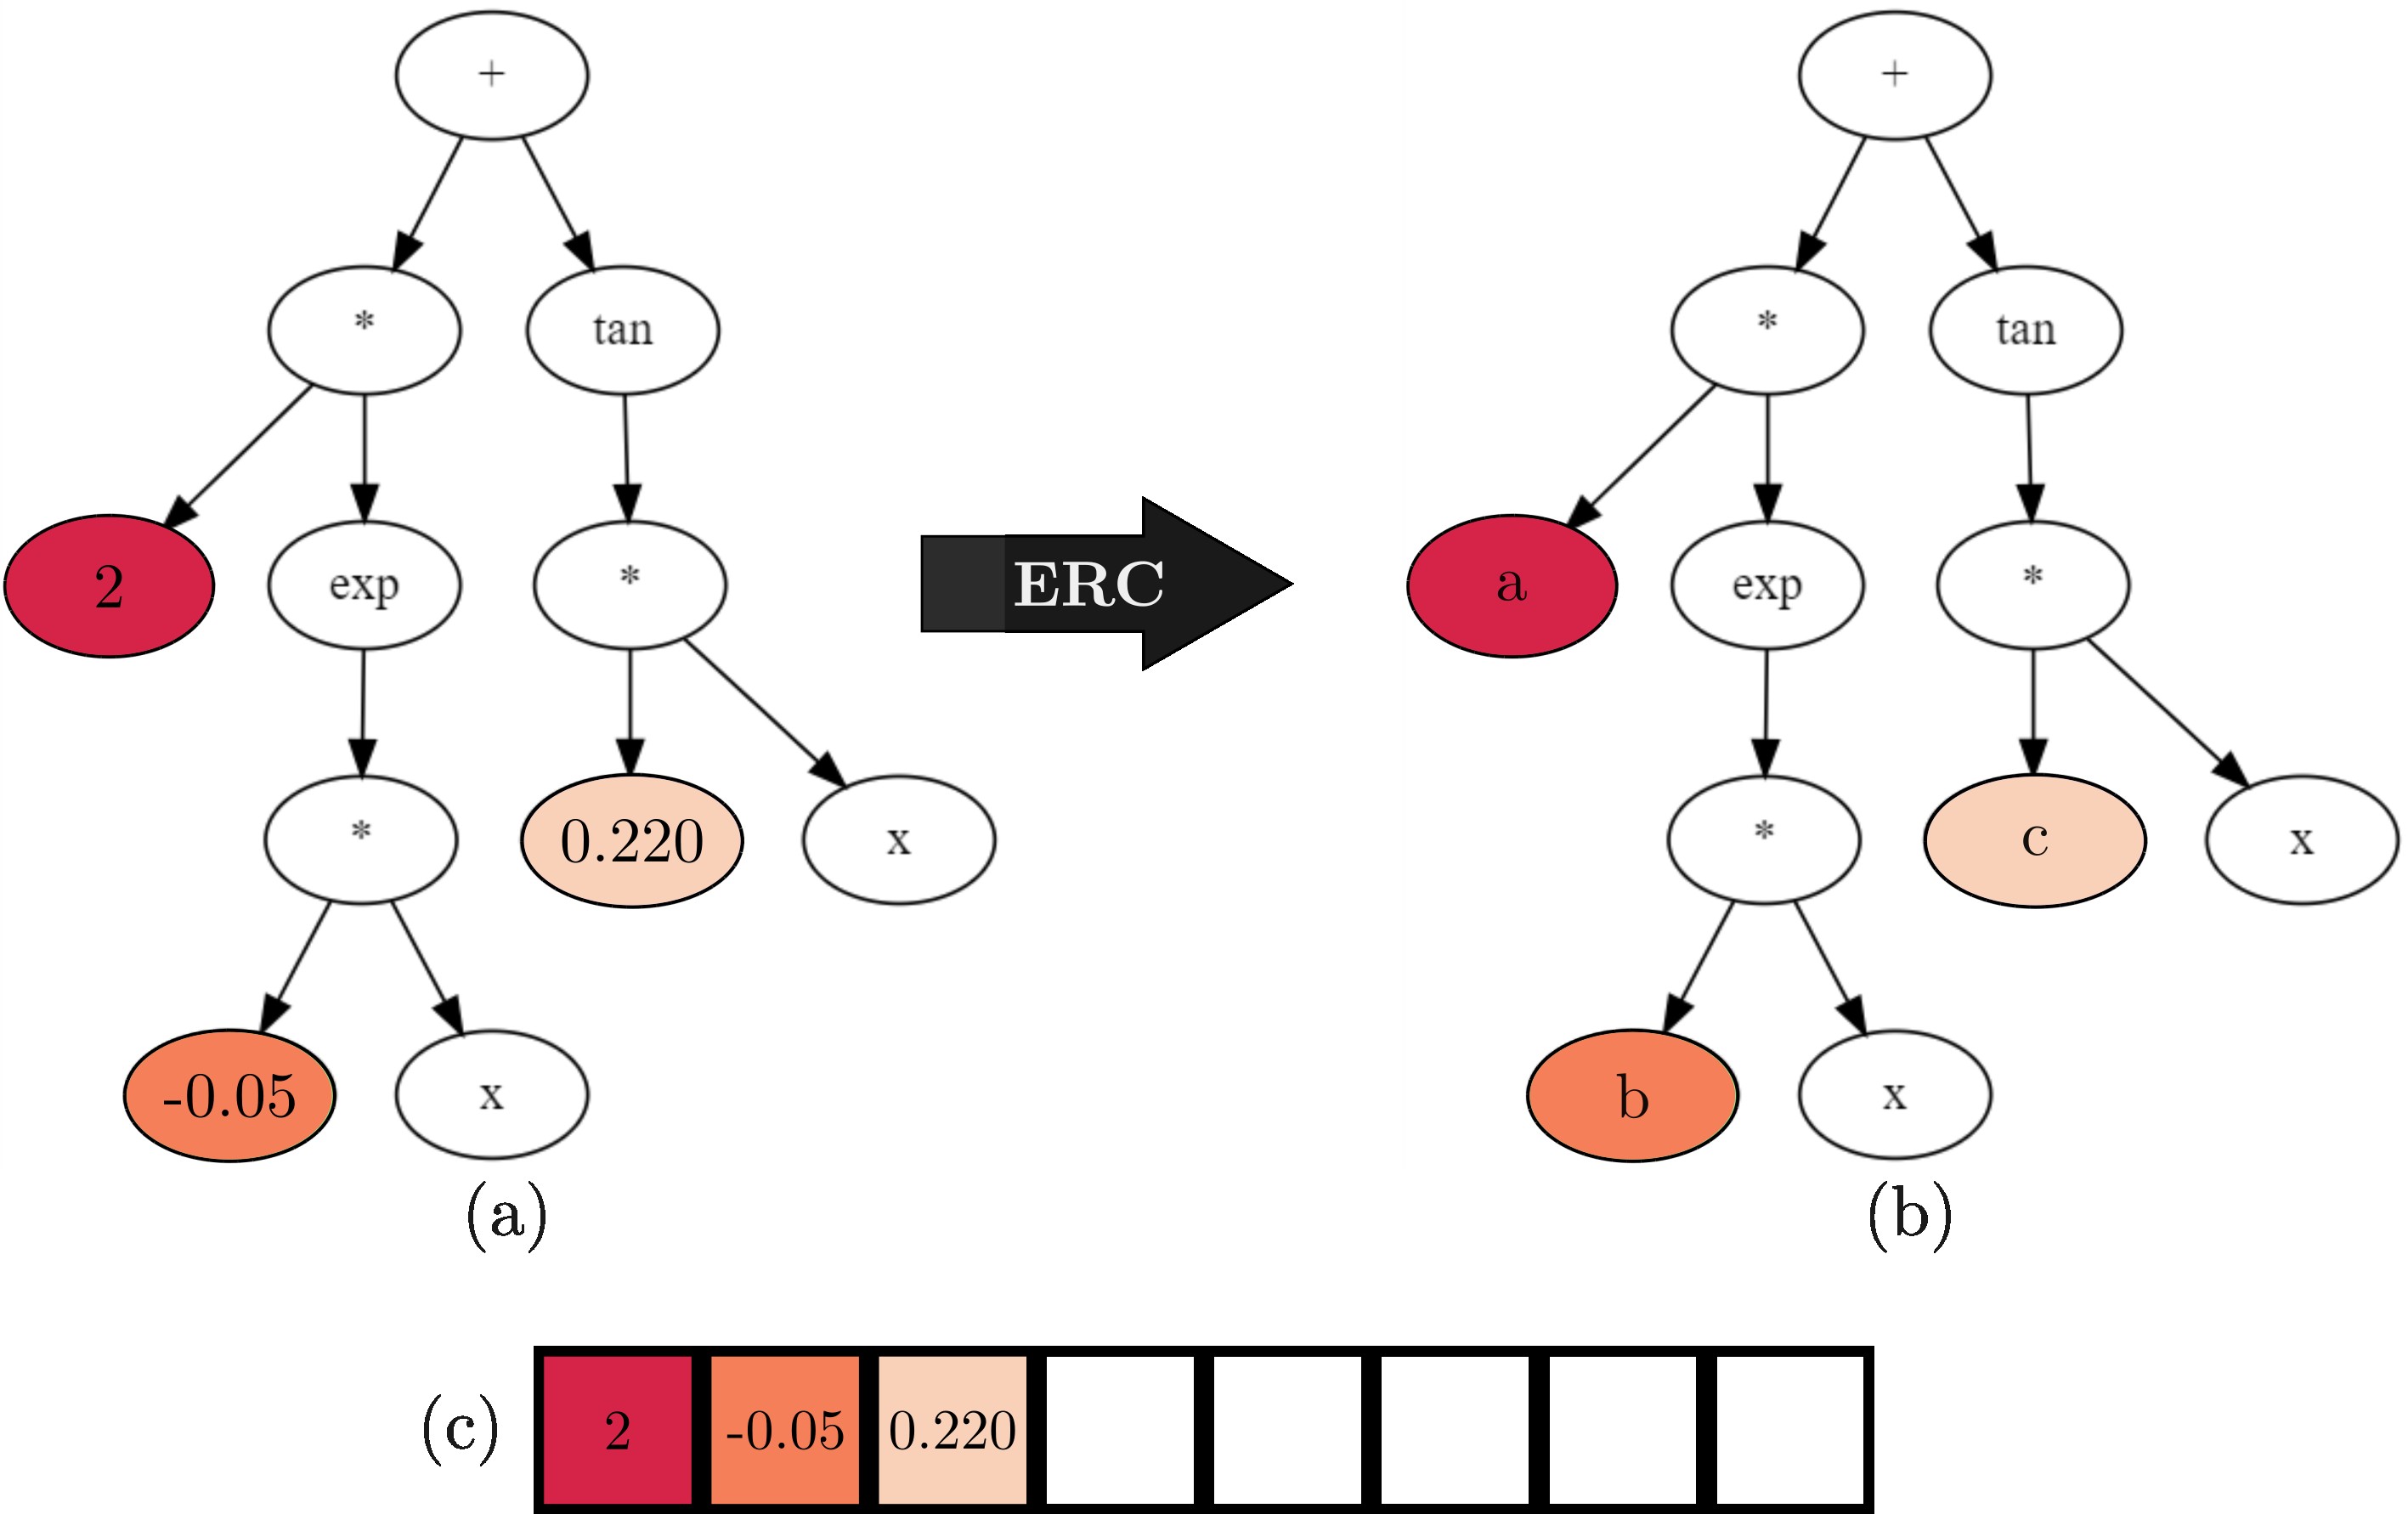 + +
* tan * tan
2 exp * ERC a exp *
* 0.220 x * c x
-0.05 x b x
(a) (b)
(c) 2 -0.05 0.220